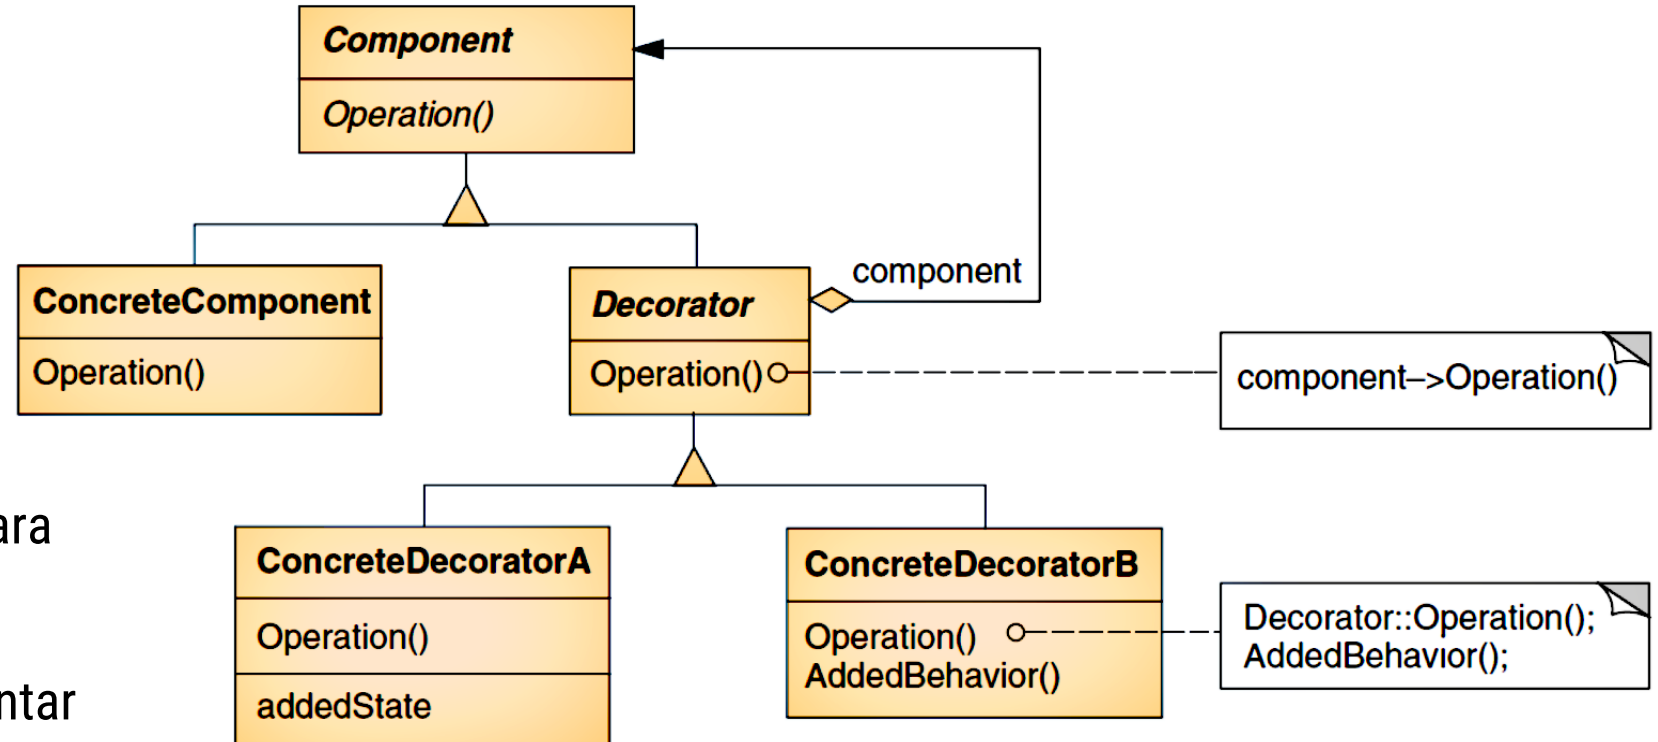 Component
Operation()
component
ConcreteComponent
Operation()
Decorator
Operation()
component–>Operation()
ara
ConcreteDecoratorA
Operation()
addedState
ConcreteDecoratorB
Operation()
AddedBehavior()
Decorator::Operation();
AddedBehavior();
ntar